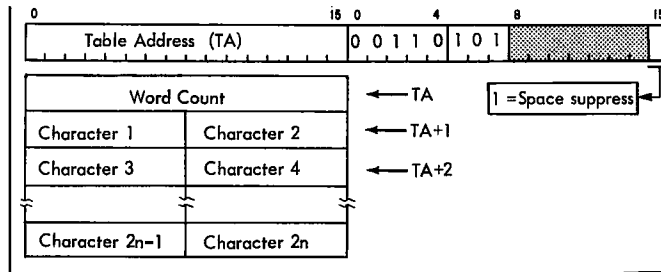 0 15 0 4 8 15
Table Address (TA) 0 0 1 1 0 1 0 1
Word Count ← TA 1 =Space suppress
Character 1 Character 2 ← TA+1
Character 3 Character 4 ← TA+2
Character 2n-1 Character 2n